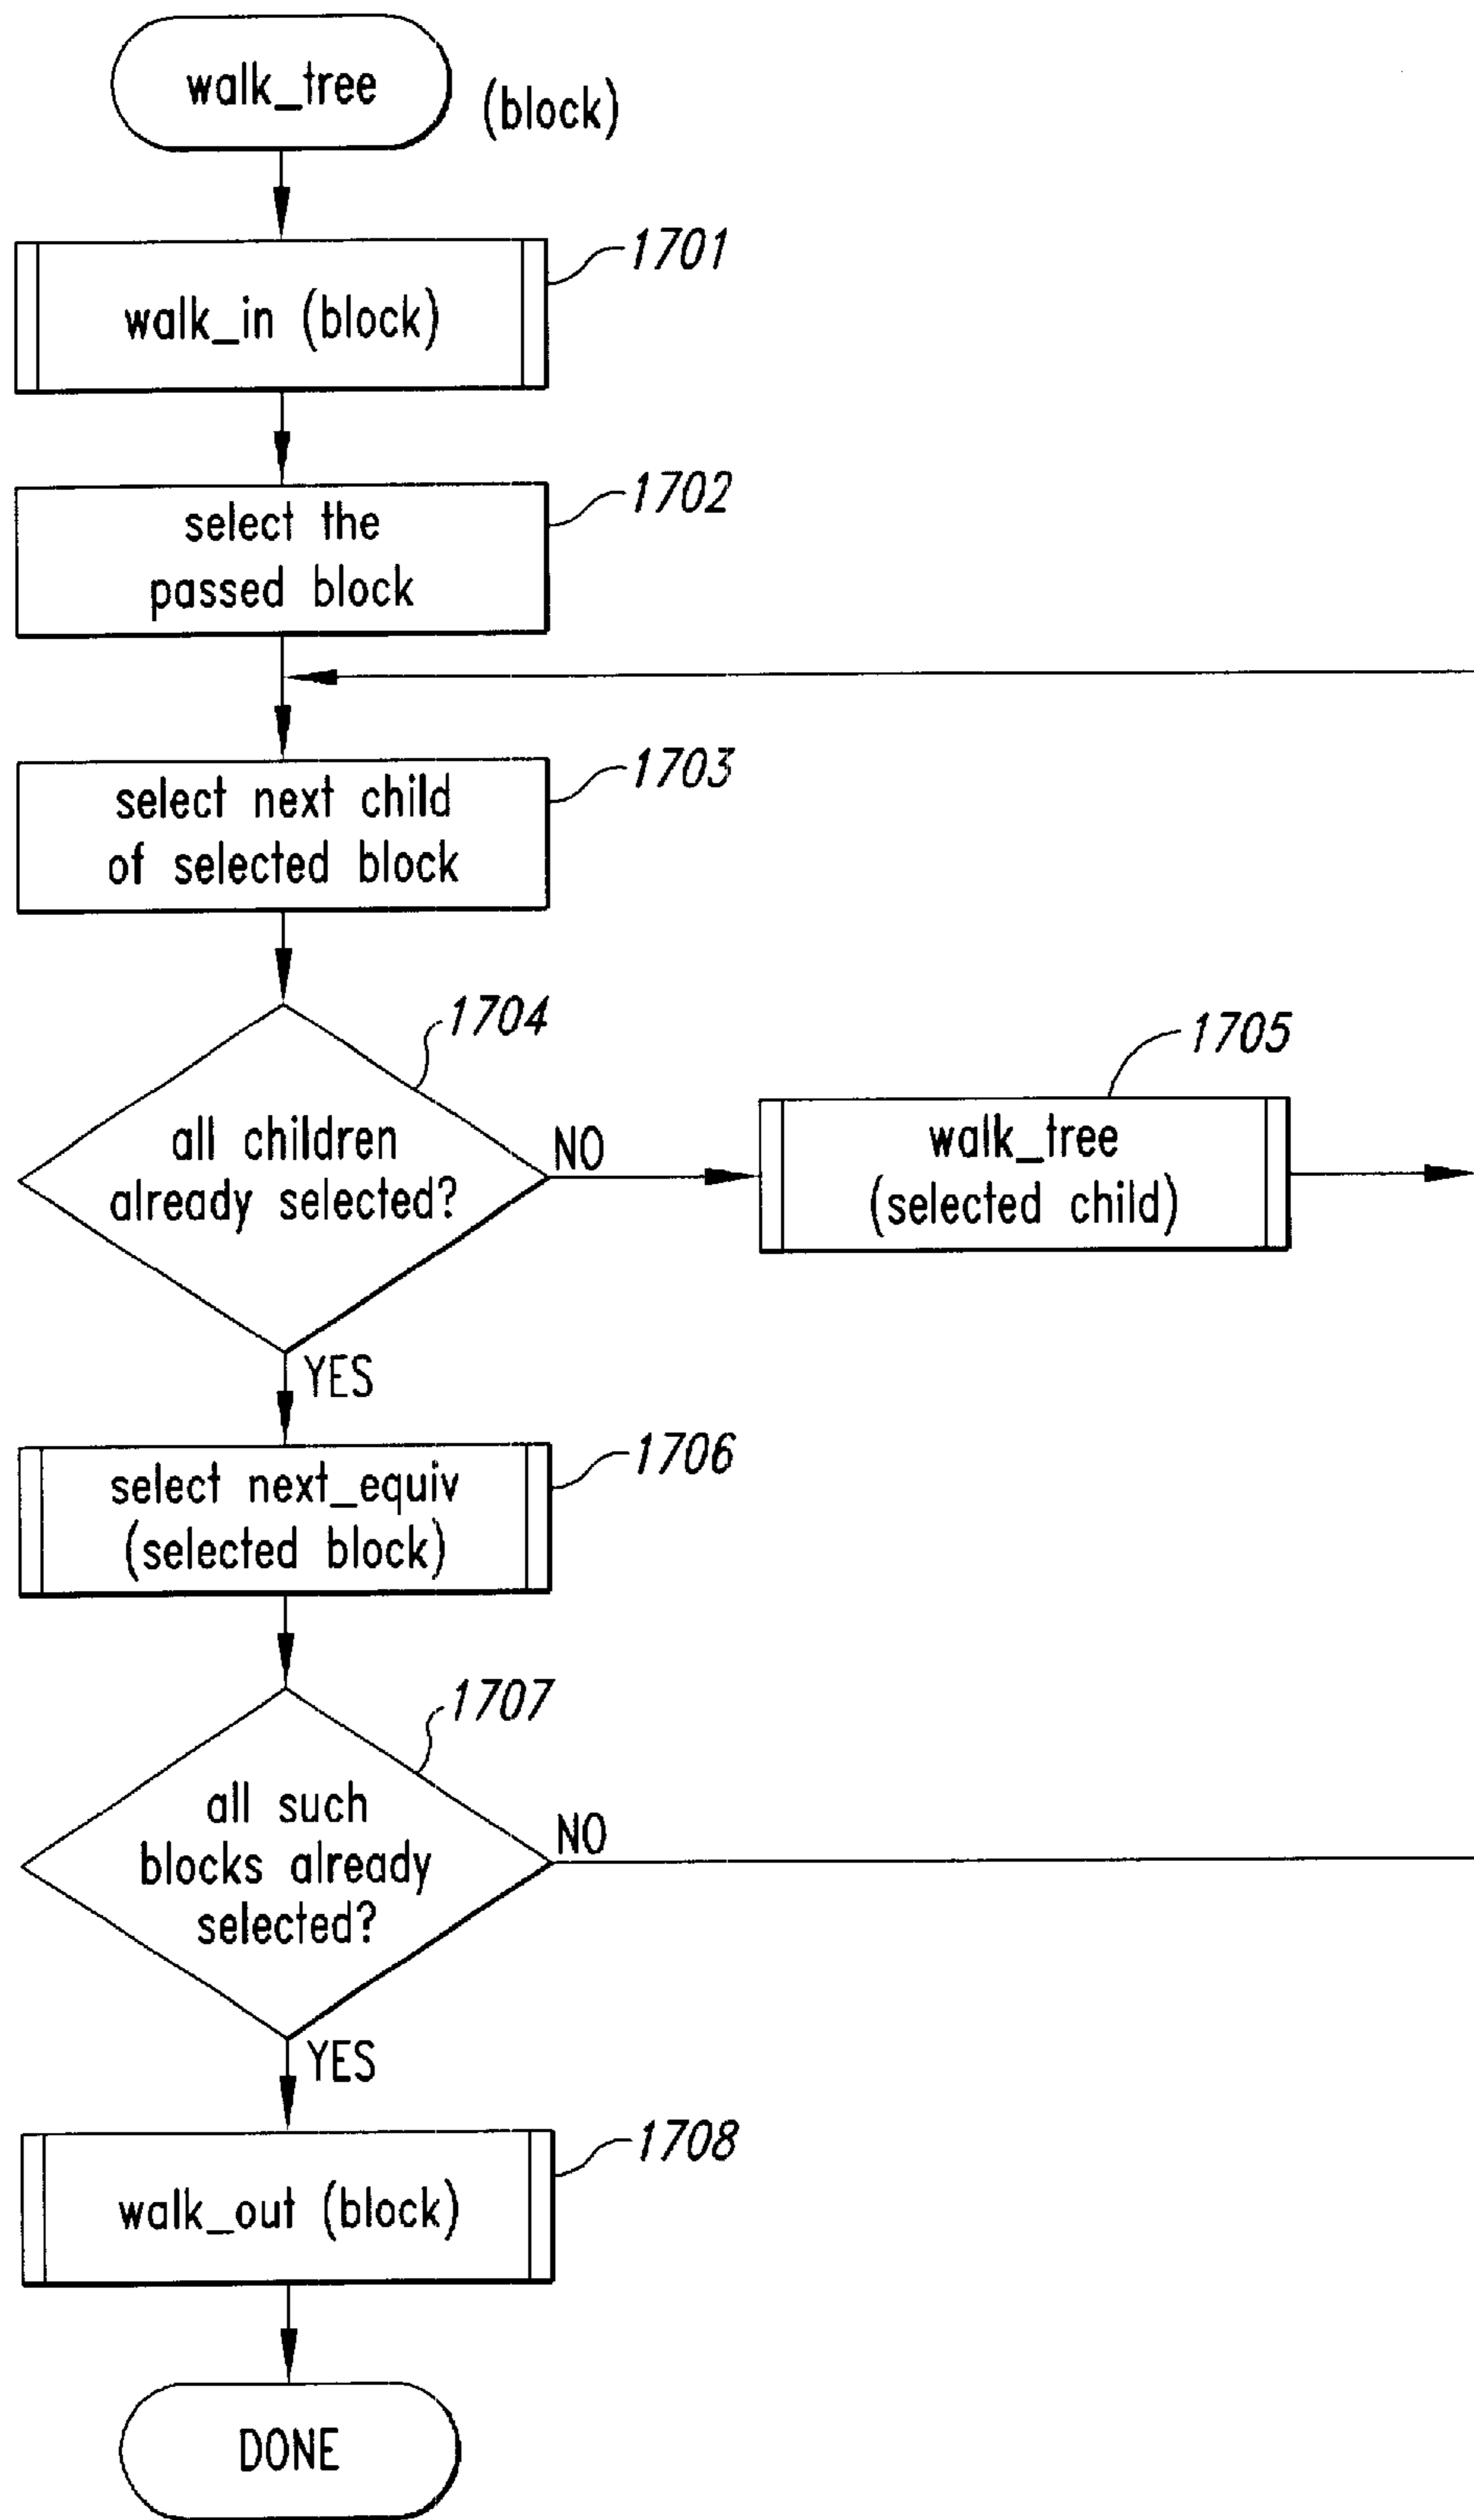 walk_tree
(block)
1701
walk_in (block)
1702
select the
passed block
1703
select next child
of selected block
1704
all children
already selected?
NO
1705
walk_tree
(selected child)
YES
1706
select next_equiv
(selected block)
1707
all such
blocks already
selected?
NO
YES
1708
walk_out (block)
DONE